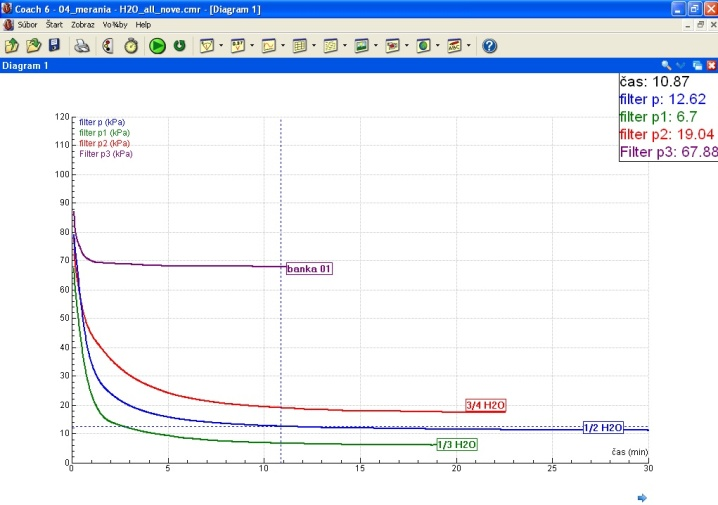 Coach 6 - 04_merania - H2O_all_nove.cmr - [Diagram 1]
Súbor Štart Zobraz Voľby Help
Diagram 1
čas: 10.87
filter p: 12.62
filter p1: 6.7
filter p2: 19.04
Filter p3: 67.88
filter p (kPa)
filter p1 (kPa)
filter p2 (kPa)
Filter p3 (kPa)
120
110
100
90
80
70
60
50
40
30
20
10
0
banka 01
3/4 H2O
1/2 H2O
1/3 H2O
čas (min)
0 5 10 15 20 25 30